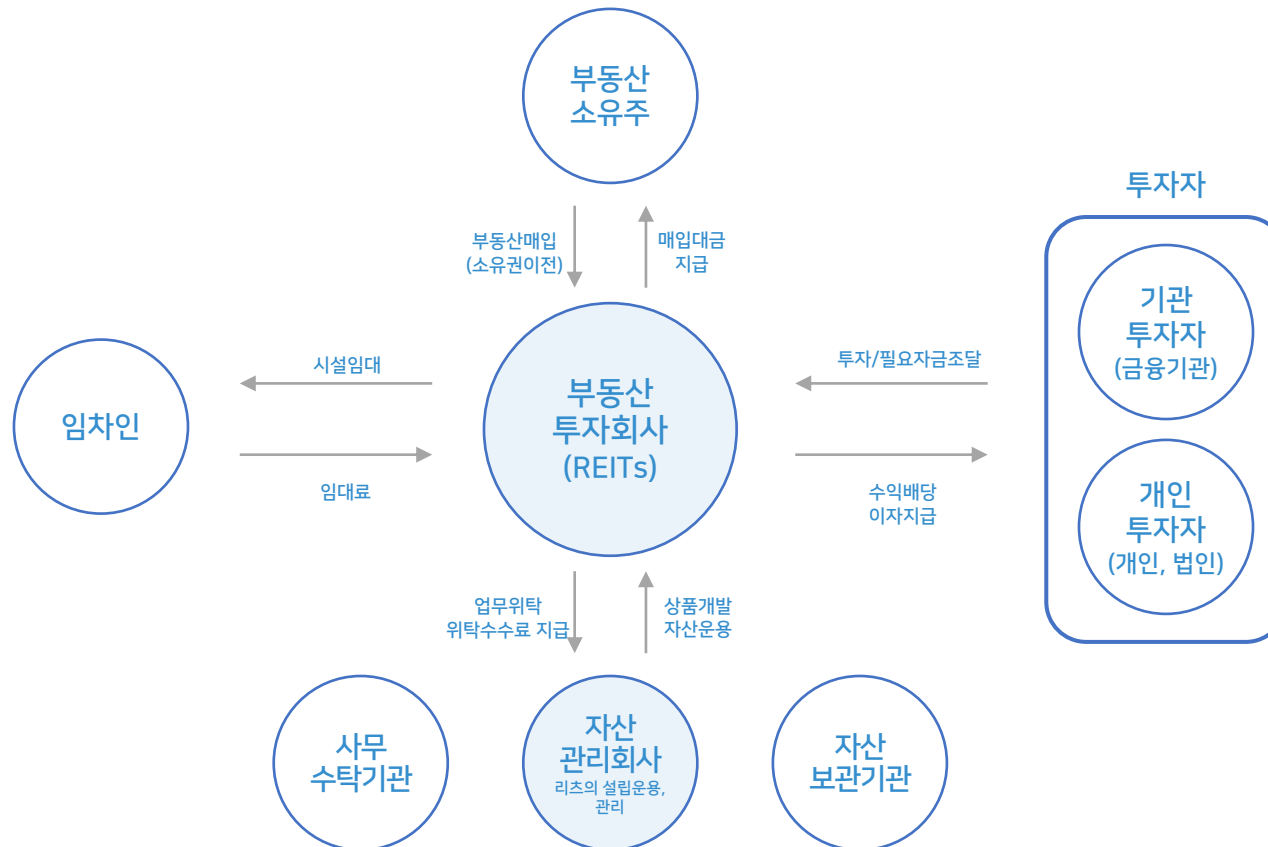 부동산
소유주
부동산매입
(소유권이전)
매입대금
지급
투자자
기관
투자자
(금융기관)
개인
투자자
(개인, 법인)
시설임대
임차인
임대료
부동산
투자회사
(REITs)
투자/필요자금조달
수익배당
이자지급
업무위탁
위탁수수료 지급
상품개발
자산운용
사무
수탁기관
자산
관리회사
리츠의 설립운용,
관리
자산
보관기관